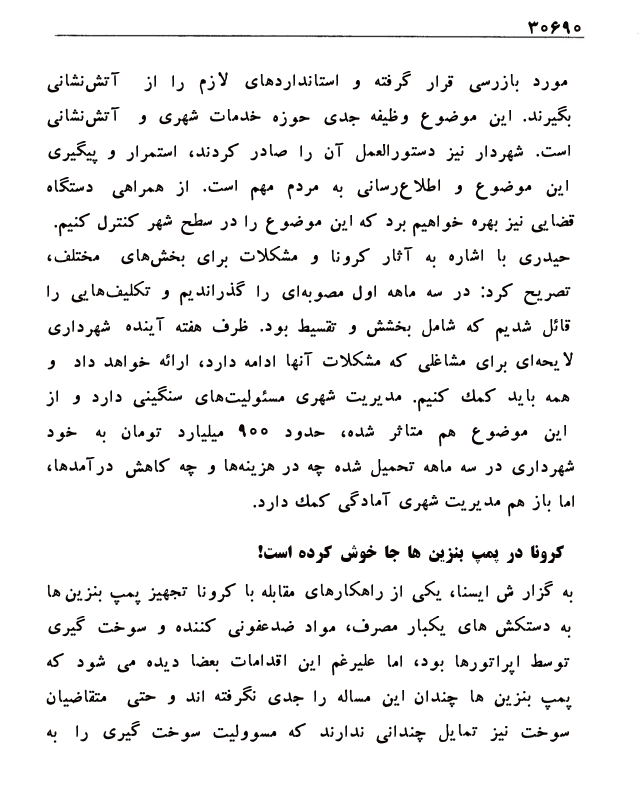 ۳۰۶۹۰
مورد بازرسی قرار گرفته و استانداردهای لازم را از آتش‌نشانی
بگیرند. این موضوع وظیفه جدی حوزه خدمات شهری و آتش‌نشانی
است. شهردار نیز دستورالعمل آن را صادر کردند، استمرار و پیگیری
این موضوع و اطلاع‌رسانی به مردم مهم است. از همراهی دستگاه
قضایی نیز بهره خواهیم برد که این موضوع را در سطح شهر کنترل کنیم.
حیدری با اشاره به آثار کرونا و مشکلات برای بخش‌های مختلف،
تصریح کرد: در سه ماهه اول مصوبه‌ای را گذراندیم و تکلیف‌هایی را
قائل شدیم که شامل بخشش و تقسیط بود. ظرف هفته آینده شهرداری
لایحه‌ای برای مشاغلی که مشکلات آنها ادامه دارد، ارائه خواهد داد و
همه باید کمك کنیم. مدیریت شهری مسئولیت‌های سنگینی دارد و از
این موضوع هم متاثر شده، حدود ۹۰۰ میلیارد تومان به خود
شهرداری در سه ماهه تحمیل شده چه در هزینه‌ها و چه کاهش درآمدها،
اما باز هم مدیریت شهری آمادگی کمك دارد.
کرونا در پمپ بنزین ها جا خوش کرده است!
به گزارش ایسنا، یکی از راهکارهای مقابله با کرونا تجهیز پمپ بنزین ها
به دستکش های یکبار مصرف، مواد ضدعفونی کننده و سوخت گیری
توسط اپراتورها بود، اما علیرغم این اقدامات بعضا دیده می شود که
پمپ بنزین ها چندان این مساله را جدی نگرفته اند و حتی متقاضیان
سوخت نیز تمایل چندانی ندارند که مسوولیت سوخت گیری را به